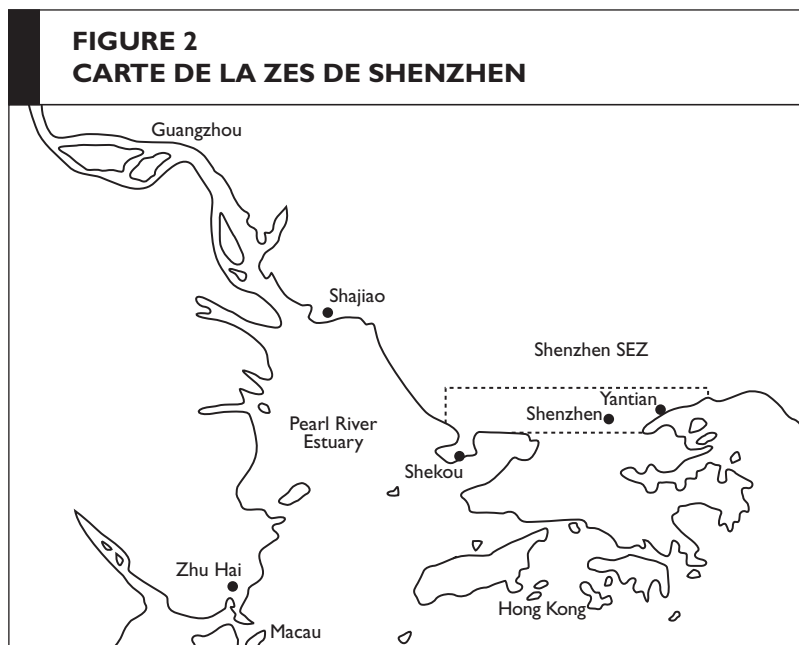 FIGURE 2
CARTE DE LA ZES DE SHENZHEN
Guangzhou
Shajiao
Shenzhen SEZ
Yantian
Shenzhen
Pearl River
Estuary
Shekou
Zhu Hai
Hong Kong
Macau